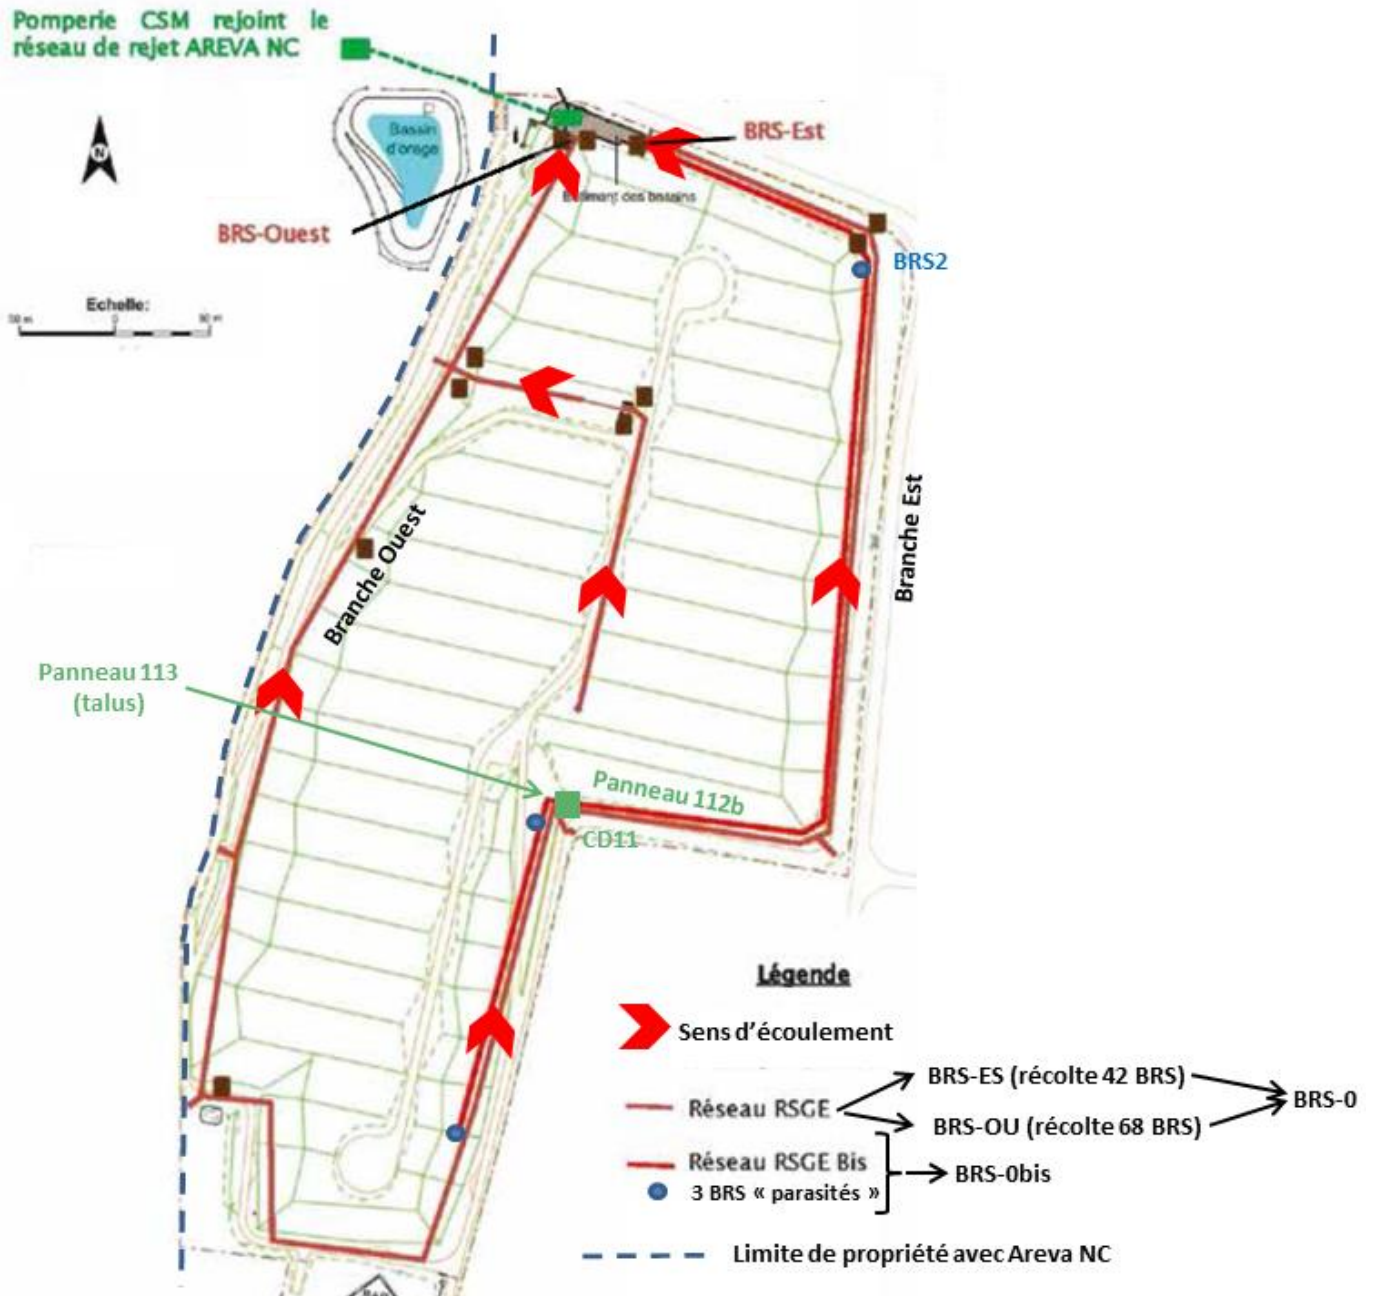 Pomperie CSM rejoint le
réseau de rejet AREVA NC
N
Bassin
d'orage
BRS-Est
Bâtiment des bassins
BRS-Ouest
BRS2
Echelle:
50 m
0
50 m
Branche Ouest
Branche Est
Panneau 113
(talus)
Panneau 112b
CD11
Légende
Sens d'écoulement
Réseau RSGE
BRS-ES (récolte 42 BRS)
BRS-OU (récolte 68 BRS)
BRS-0
Réseau RSGE Bis
3 BRS « parasités »
BRS-0bis
Limite de propriété avec Areva NC